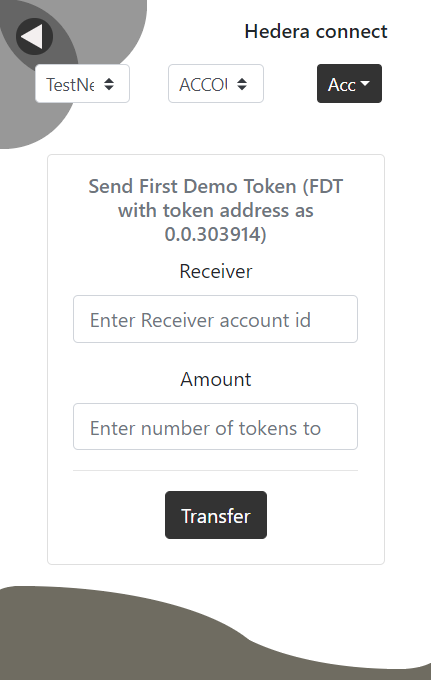 Hedera connect
TestNe
ACCOU
Acc
Send First Demo Token (FDT
with token address as
0.0.303914)
Receiver
Enter Receiver account id
Amount
Enter number of tokens to
Transfer